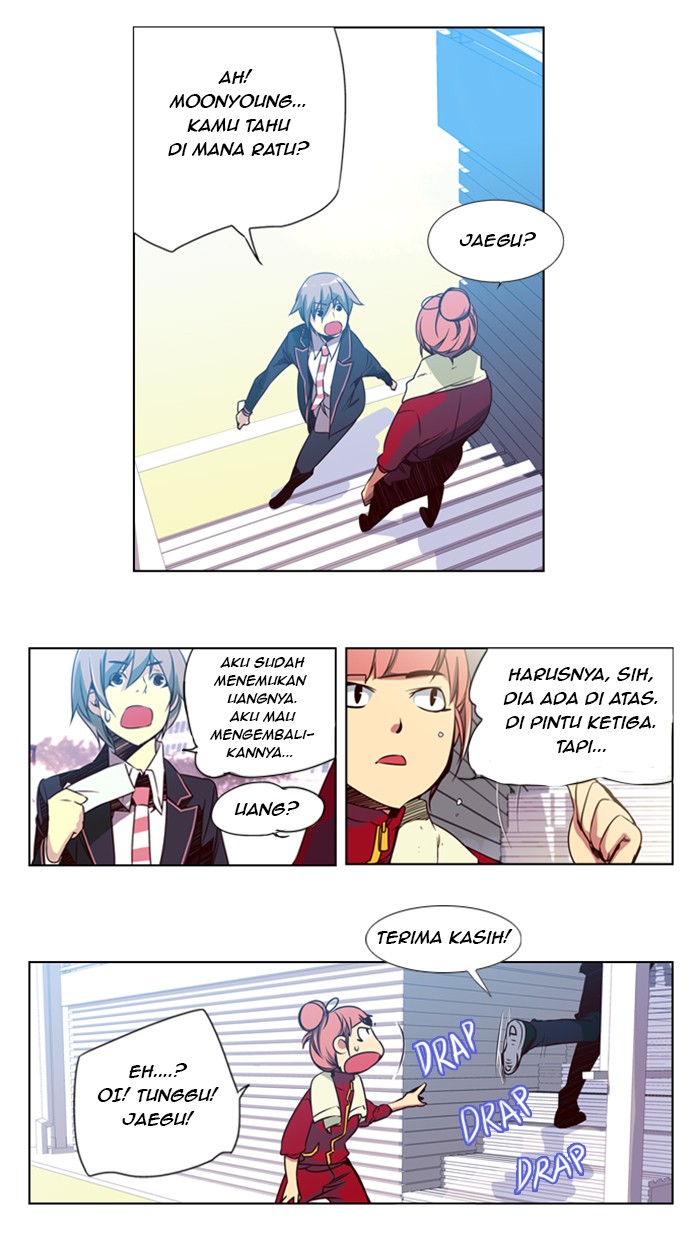 AH!
MOONYOUNG...
KAMU TAHU
DI MANA RATU?
JAEGU?
AKU SUDAH
MENEMUKAN
UANGNYA.
AKU MAU
MENGEMBALI-
KANNYA...
UANG?
HARUSNYA, SIH,
DIA ADA DI ATAS.
DI PINTU KETIGA.
TAPI...
TERIMA KASIH!
EH....?
OI! TUNGGU!
JAEGU!
DRAP
DRAP
DRAP